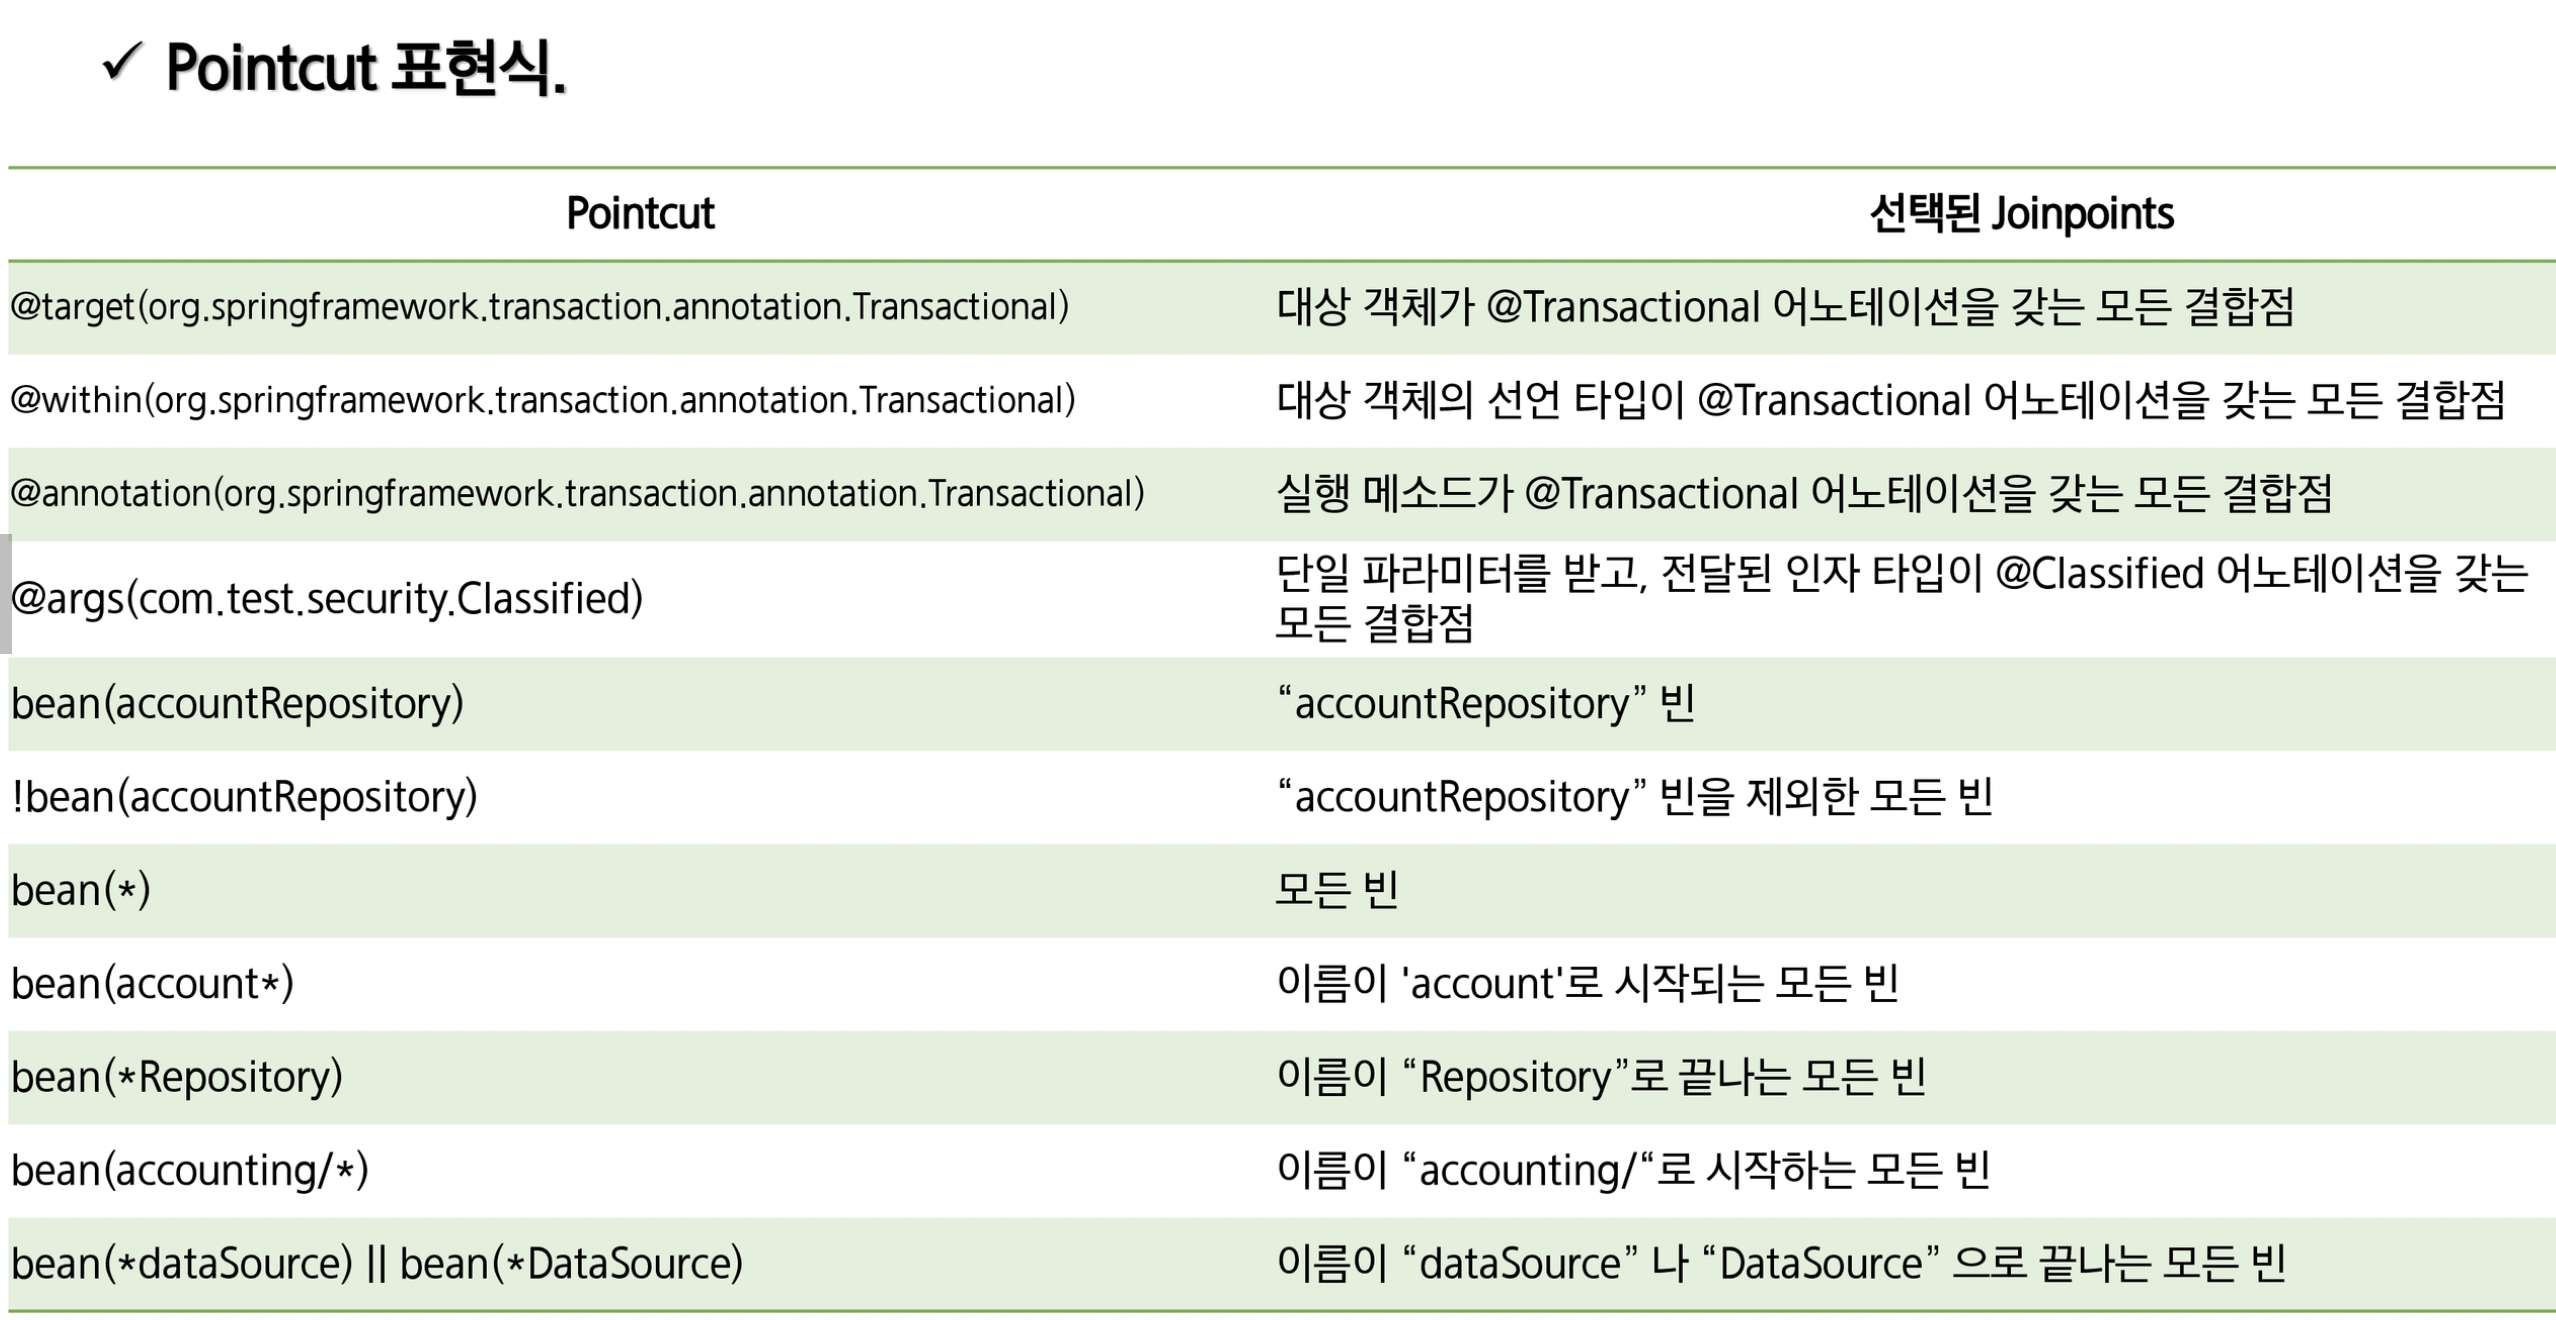 ✓ Pointcut 표현식.
Pointcut 선택된 Joinpoints
@target(org.springframework.transaction.annotation.Transactional) 대상 객체가 @Transactional 어노테이션을 갖는 모든 결합점
@within(org.springframework.transaction.annotation.Transactional) 대상 객체의 선언 타입이 @Transactional 어노테이션을 갖는 모든 결합점
@annotation(org.springframework.transaction.annotation.Transactional) 실행 메소드가 @Transactional 어노테이션을 갖는 모든 결합점
@args(com.test.security.Classified) 단일 파라미터를 받고, 전달된 인자 타입이 @Classified 어노테이션을 갖는
모든 결합점
bean(accountRepository) “accountRepository” 빈
!bean(accountRepository) “accountRepository” 빈을 제외한 모든 빈
bean(*) 모든 빈
bean(account*) 이름이 'account'로 시작되는 모든 빈
bean(*Repository) 이름이 “Repository”로 끝나는 모든 빈
bean(accounting/*) 이름이 “accounting/“로 시작하는 모든 빈
bean(*dataSource) || bean(*DataSource) 이름이 “dataSource” 나 “DataSource” 으로 끝나는 모든 빈